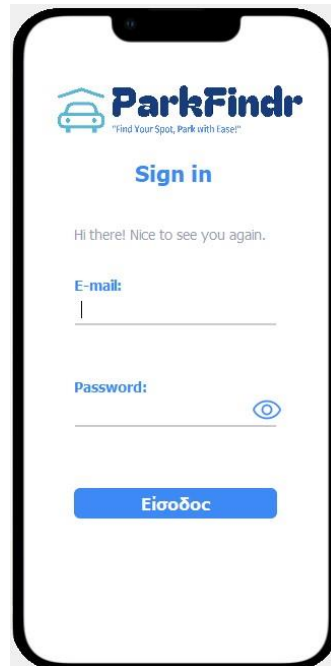 ParkFindr
"Find Your Spot, Park with Ease!"
Sign in
Hi there! Nice to see you again.
E-mail:
Password:
Είσοδος